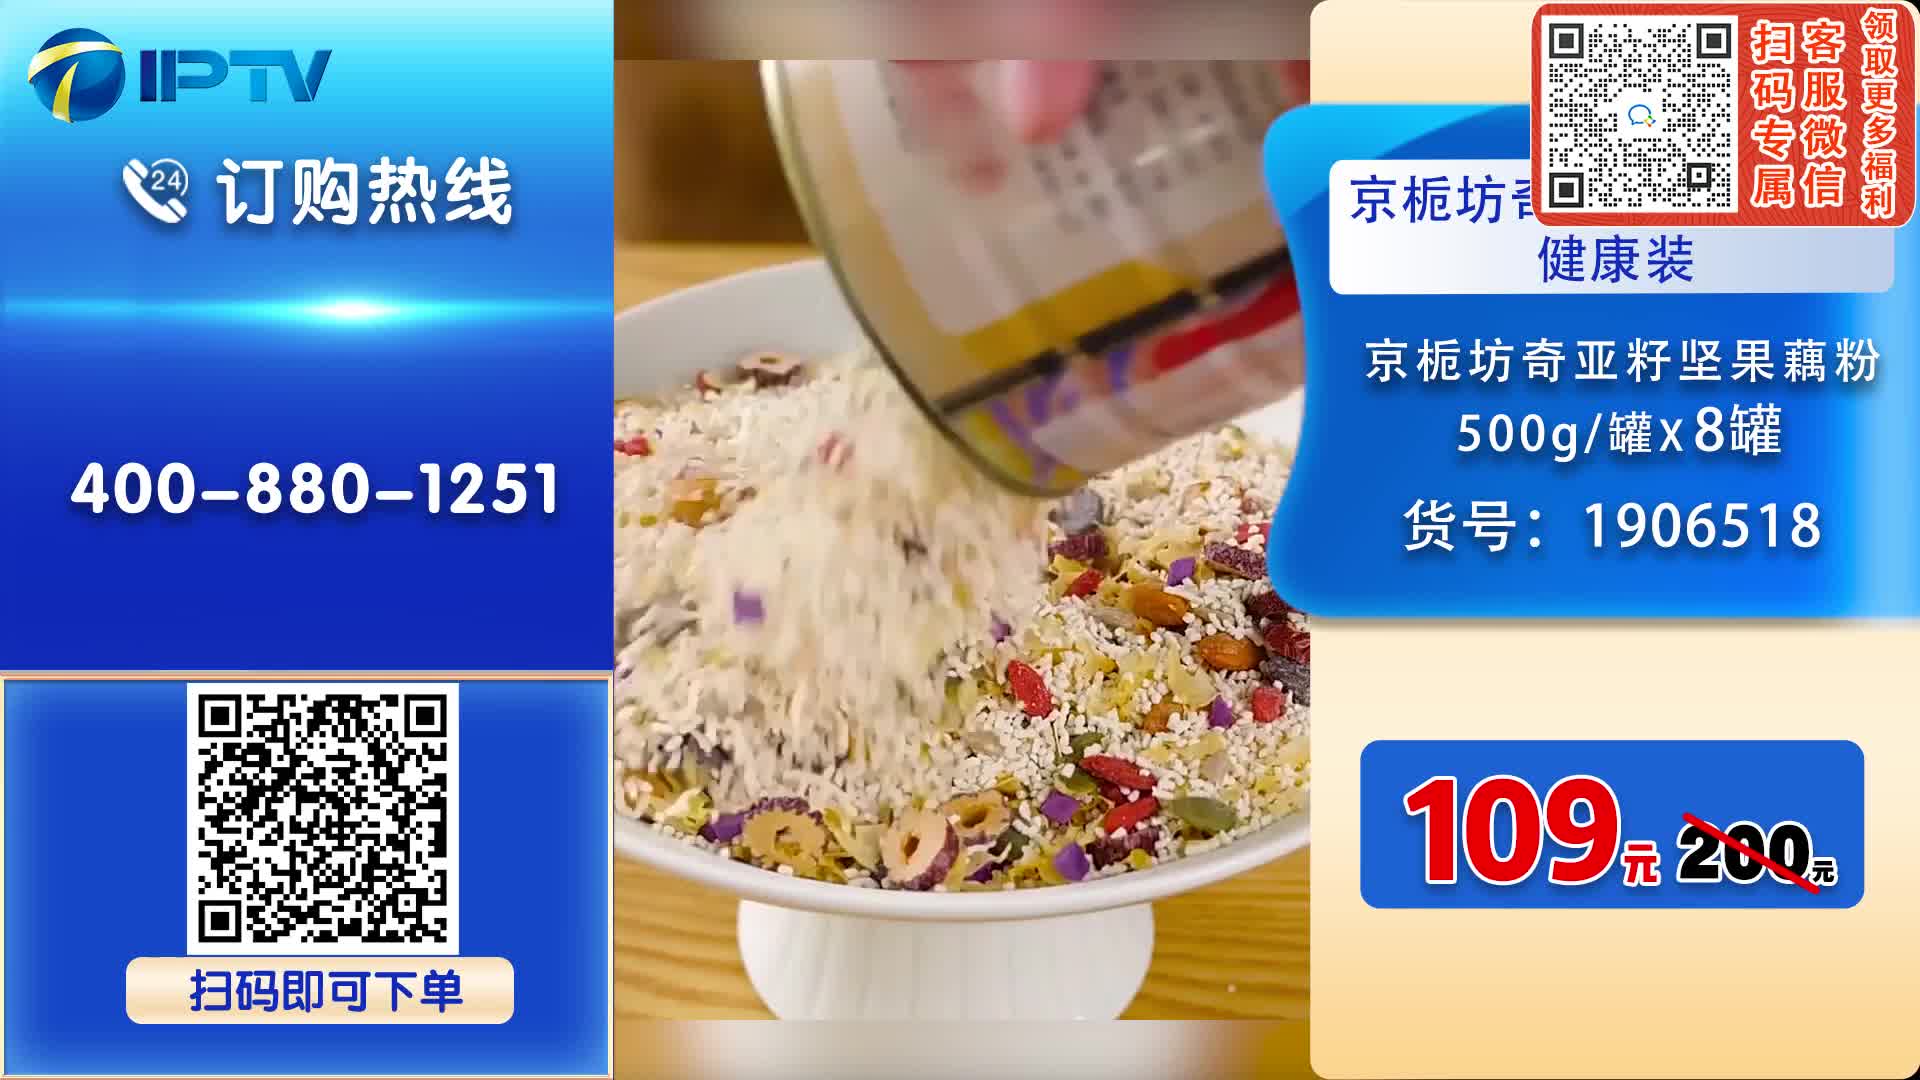 IPTV
24
订购热线
400-880-1251
扫码即可下单
扫码专属
客服微信
领取更多福利
京栀坊奇
健康装
京栀坊奇亚籽坚果藕粉
500g/罐x8罐
货号：1906518
109元 200元